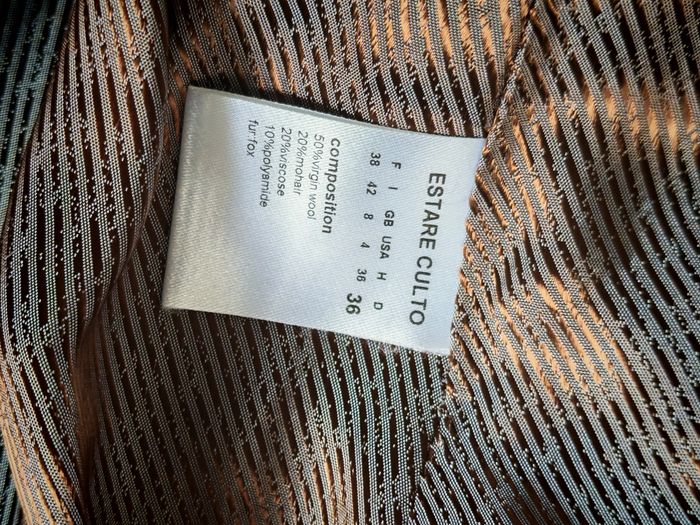 ESTARE CULTO
F I GB USA H D
38 42 8 4 36 36
composition
50%virgin wool
20%mohair
20%viscose
10%polyamide
fur fox